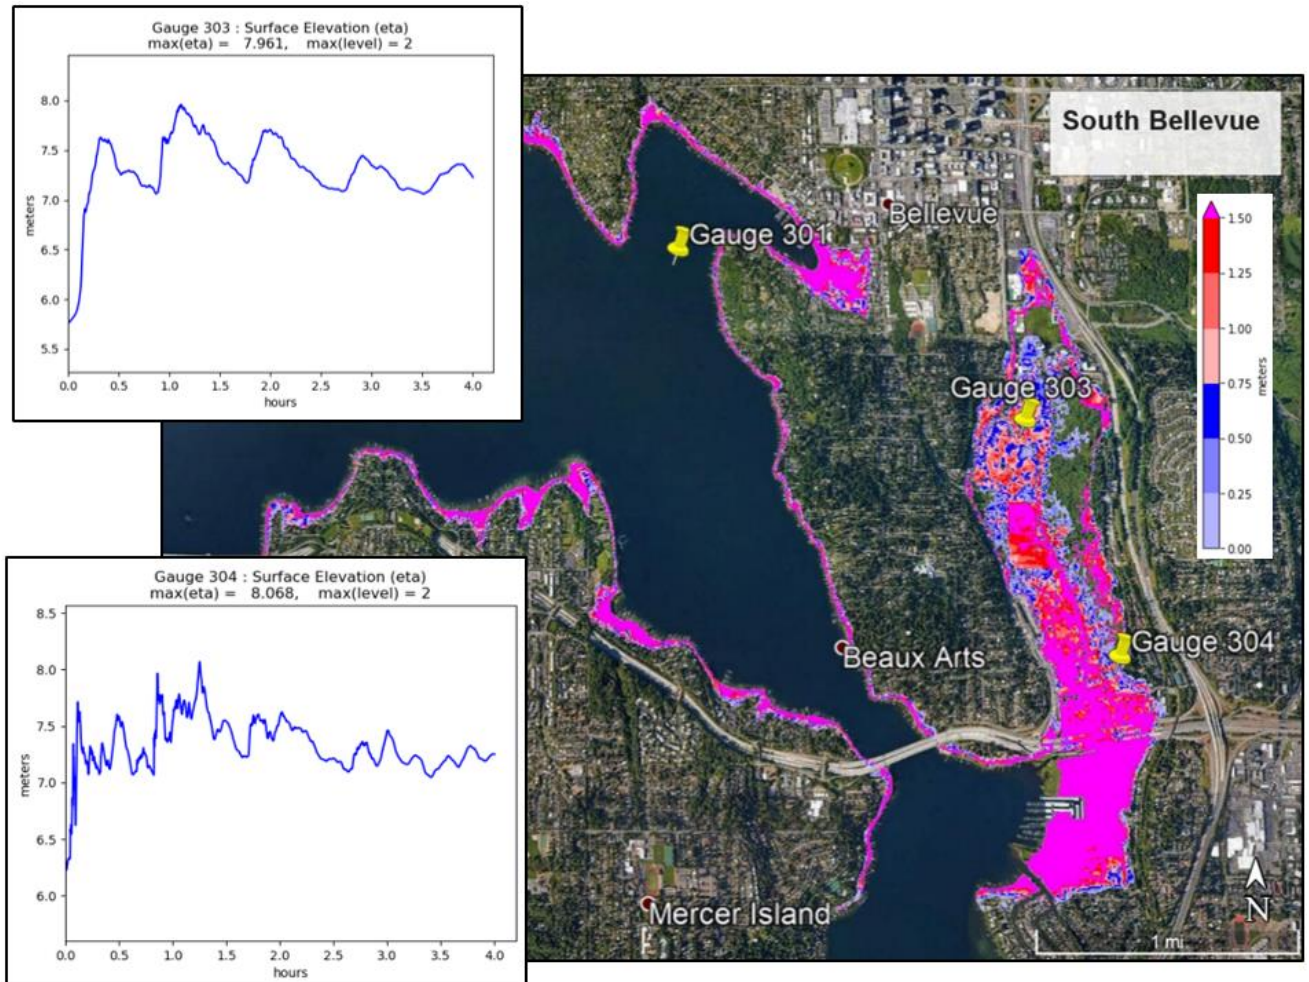 Gauge 303 : Surface Elevation (eta)
max(eta) = 7.961, max(level) = 2
8.0
7.5
7.0
6.5
6.0
5.5
meters
0.0 0.5 1.0 1.5 2.0 2.5 3.0 3.5 4.0
hours
South Bellevue
Bellevue
Gauge 301
1.50
1.25
1.00
0.75
0.50
0.25
0.00
meters
Gauge 303
Gauge 304
Beaux Arts
Mercer Island
N
1 mi
Gauge 304 : Surface Elevation (eta)
max(eta) = 8.068, max(level) = 2
8.5
8.0
7.5
7.0
6.5
6.0
meters
0.0 0.5 1.0 1.5 2.0 2.5 3.0 3.5 4.0
hours